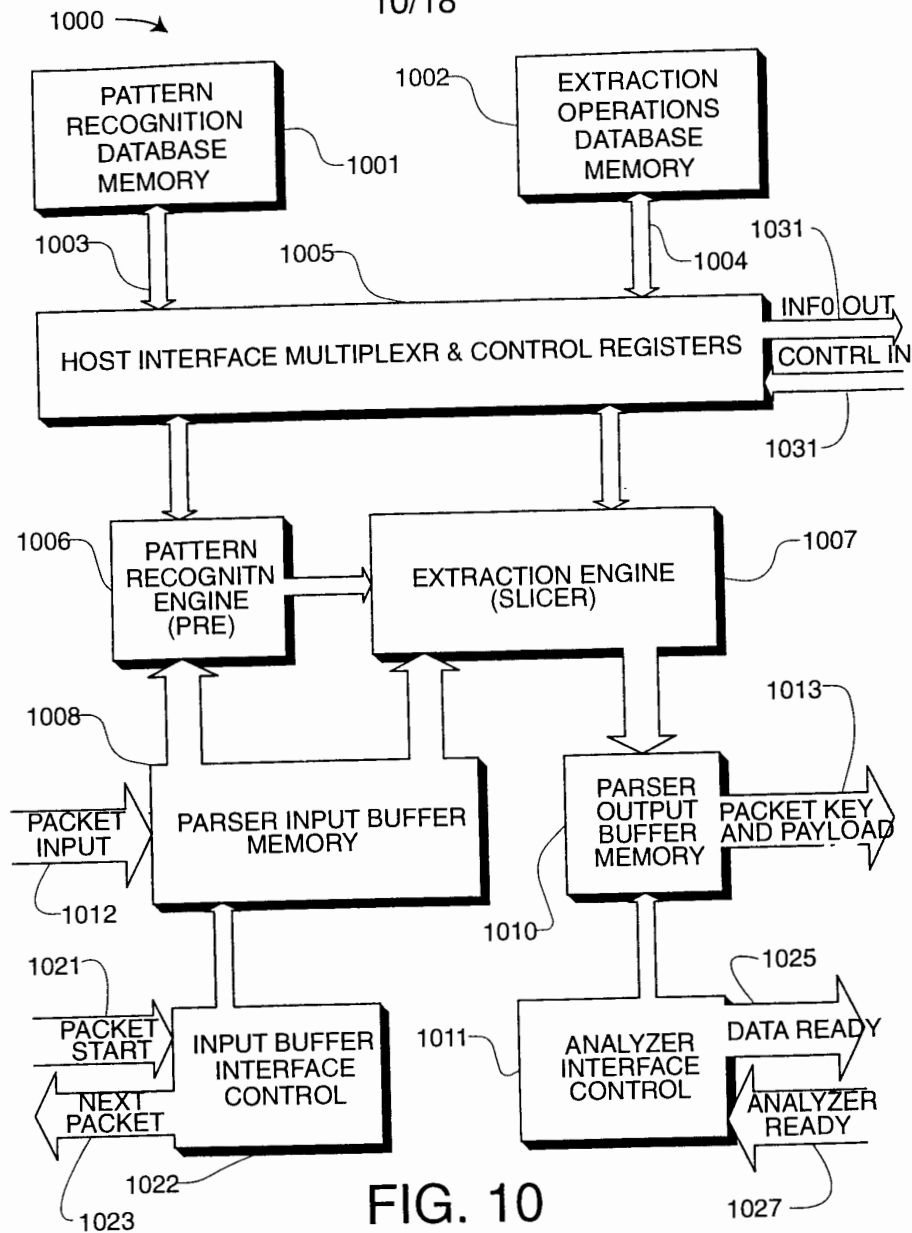 10/18
1000
PATTERN
RECOGNITION
DATABASE
MEMORY
1001
1002
EXTRACTION
OPERATIONS
DATABASE
MEMORY
1003
1005
1004
1031
HOST INTERFACE MULTIPLEXR & CONTROL REGISTERS
INF0 OUT
CONTRL IN
1031
1006
PATTERN
RECOGNITN
ENGINE
(PRE)
EXTRACTION ENGINE
(SLICER)
1007
1008
1013
PACKET
INPUT
PARSER INPUT BUFFER
MEMORY
PARSER
OUTPUT
BUFFER
MEMORY
PACKET KEY
AND PAYLOAD
1012
1010
1021
1025
PACKET
START
INPUT BUFFER
INTERFACE
CONTROL
1011
ANALYZER
INTERFACE
CONTROL
DATA READY
NEXT
PACKET
ANALYZER
READY
1022
1023
1027
FIG. 10